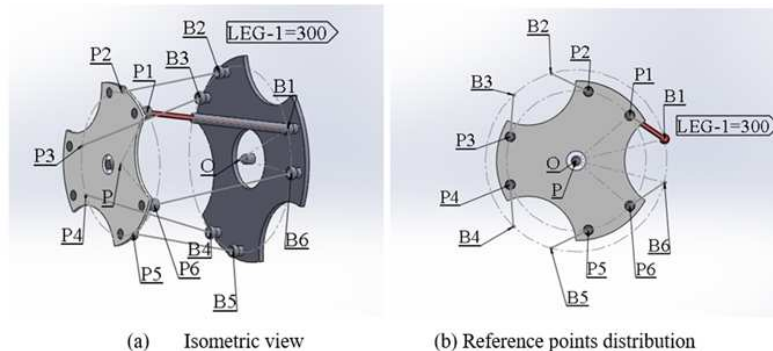 B2
LEG-1=300
B3
P2
P1
B1
O
P3
P
P4
B4
B6
P5
P6
B5
(a) Isometric view
B2
P2
B3
P1
B1
LEG-1=300
P3
O
P
P4
B4
B6
P5
P6
B5
(b) Reference points distribution